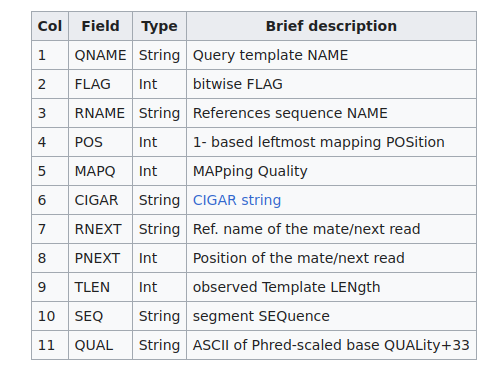 Col Field Type Brief description
1 QNAME String Query template NAME
2 FLAG Int bitwise FLAG
3 RNAME String References sequence NAME
4 POS Int 1- based leftmost mapping POSition
5 MAPQ Int MAPping Quality
6 CIGAR String CIGAR string
7 RNEXT String Ref. name of the mate/next read
8 PNEXT Int Position of the mate/next read
9 TLEN Int observed Template LENgth
10 SEQ String segment SEQuence
11 QUAL String ASCII of Phred-scaled base QUALity+33